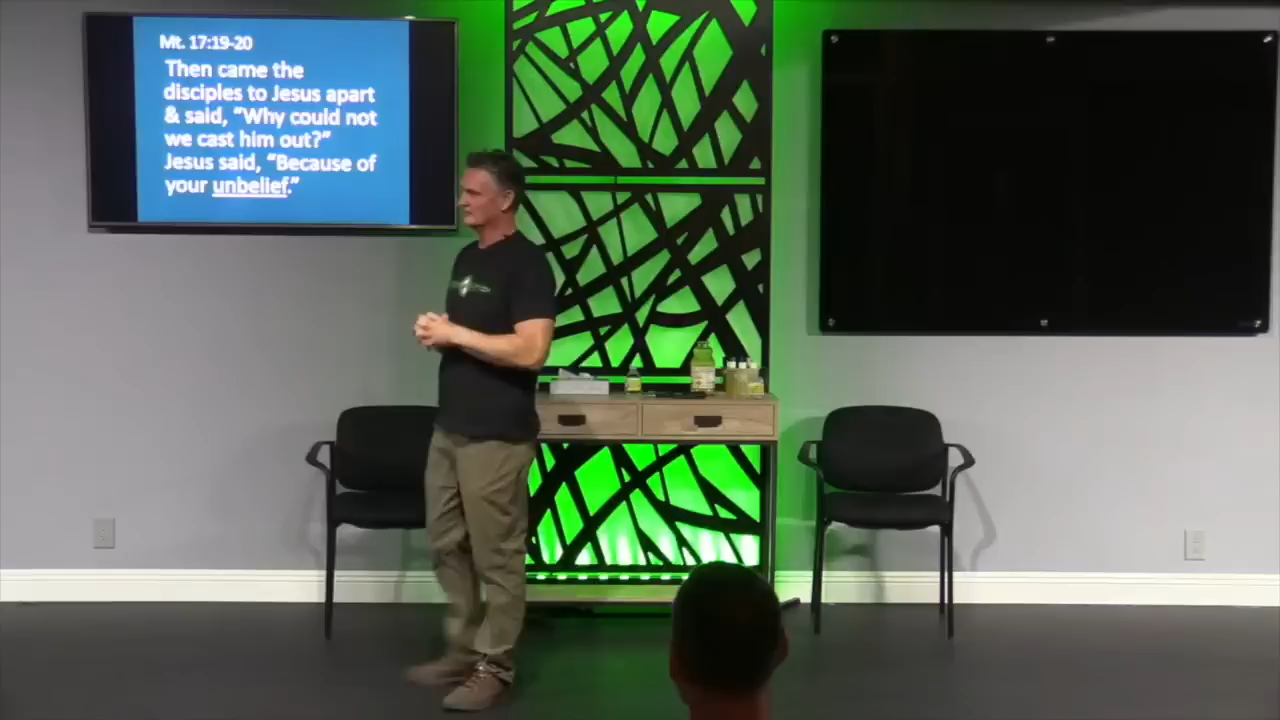 Mt. 17:19-20
Then came the
disciples to Jesus apart
& said, “Why could not
we cast him out?”
Jesus said, “Because of
your unbelief.”